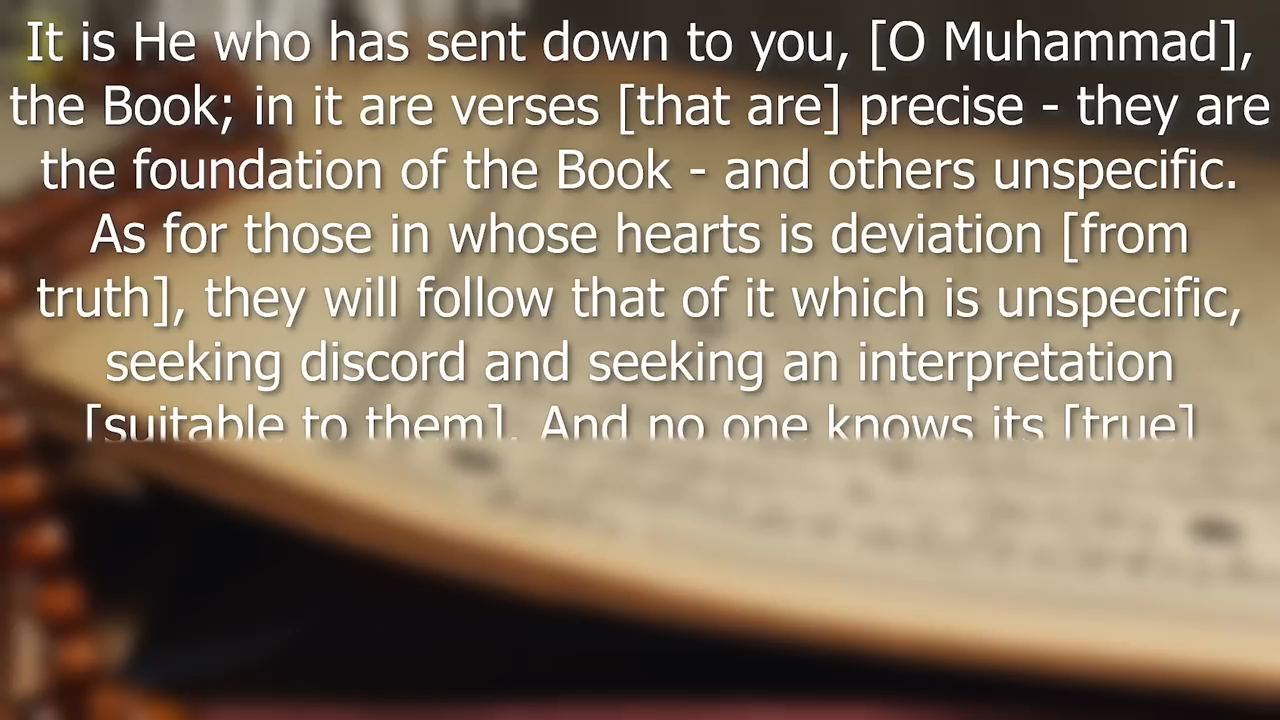 It is He who has sent down to you, [O Muhammad],
the Book; in it are verses [that are] precise - they are
the foundation of the Book - and others unspecific.
As for those in whose hearts is deviation [from
truth], they will follow that of it which is unspecific,
seeking discord and seeking an interpretation
[suitable to them]. And no one knows its [true]